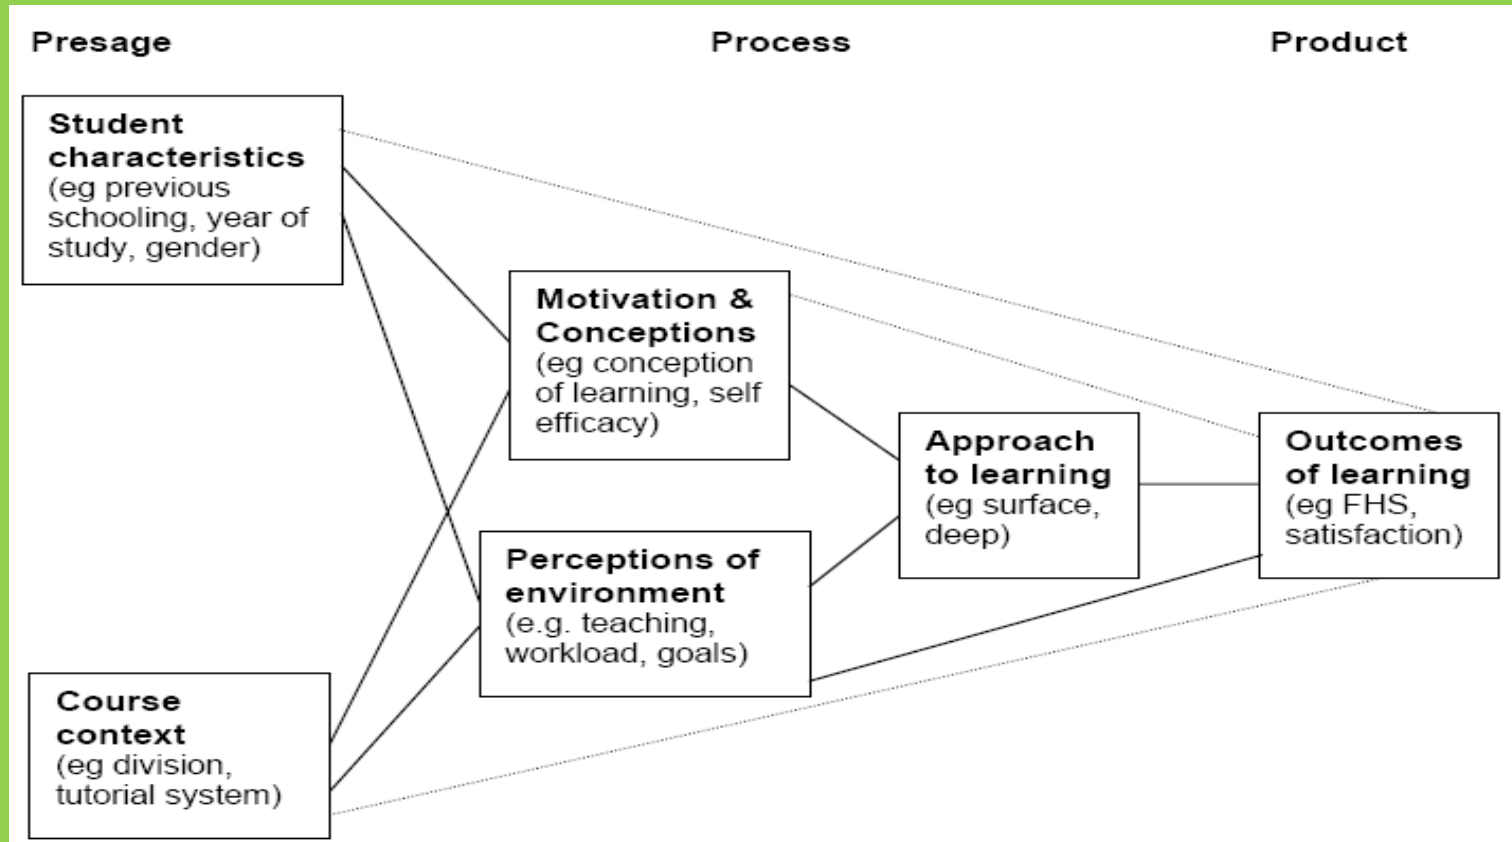 Presage
Process
Product
Student
characteristics
(eg previous
schooling, year of
study, gender)
Motivation &
Conceptions
(eg conception
of learning, self
efficacy)
Approach
to learning
(eg surface,
deep)
Outcomes
of learning
(eg FHS,
satisfaction)
Perceptions of
environment
(e.g. teaching,
workload, goals)
Course
context
(eg division,
tutorial system)